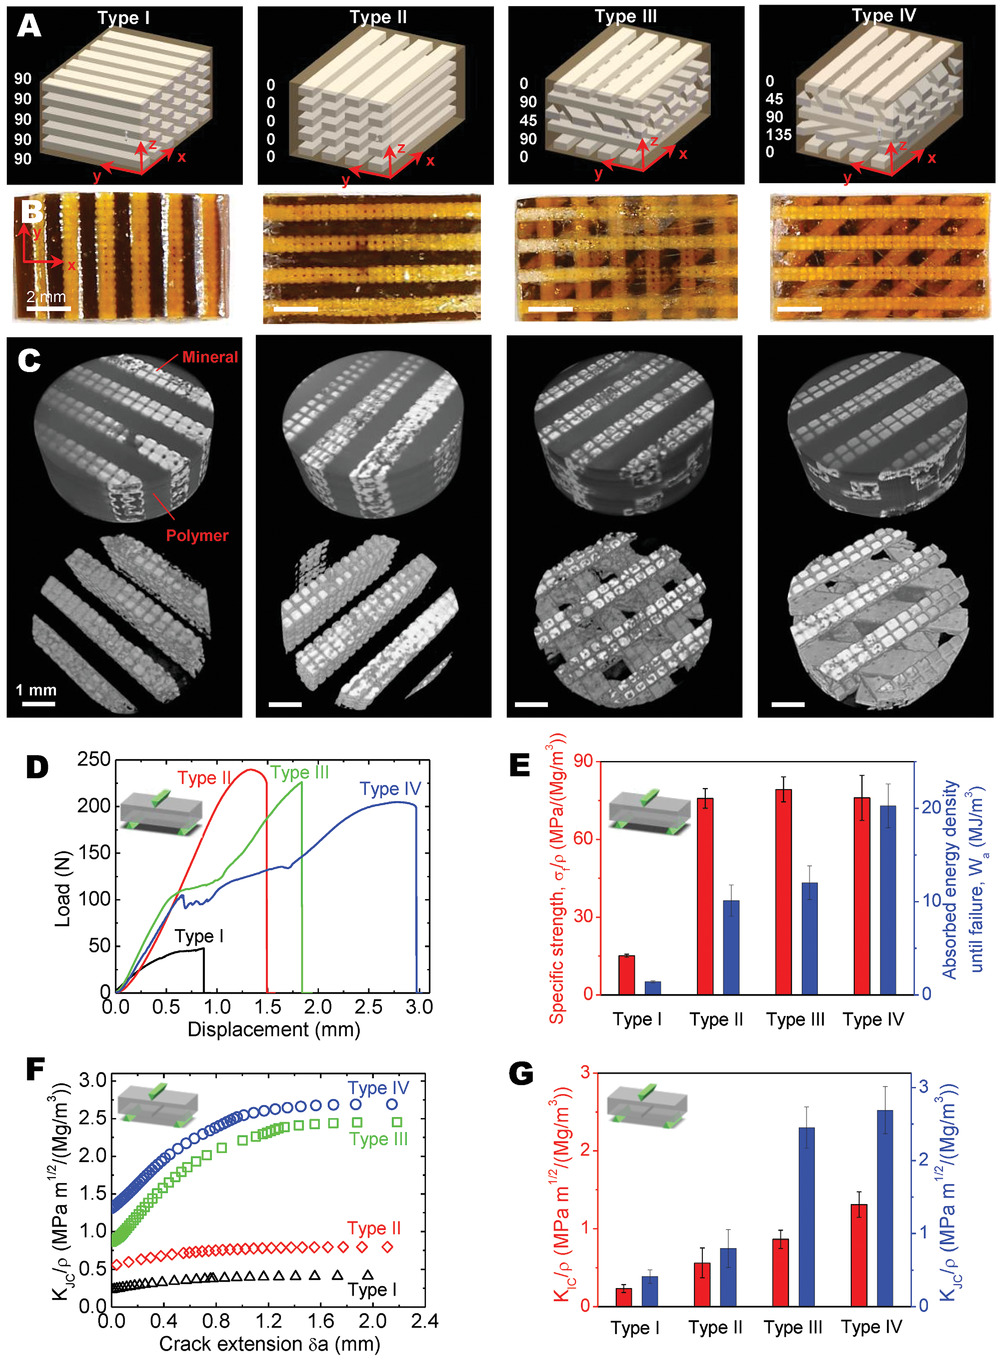 A
Type I
Type II
Type III
Type IV
90
90
90
90
90
90
z
x
y
0
0
0
0
0
0
z
x
y
0
90
45
90
0
z
x
y
0
45
90
135
0
z
x
y
B
y
x
2 mm
C
Mineral
Polymer
1 mm
D
Load (N)
250
200
150
100
50
0
0.0
0.5
1.0
1.5
2.0
2.5
3.0
Displacement (mm)
Type II
Type III
Type IV
Type I
E
Specific strength, σf/ρ (MPa/(Mg/m³))
90
60
30
0
Type I
Type II
Type III
Type IV
20
10
0
Absorbed energy density
until failure, Wa (MJ/m³)
F
KJC/ρ (MPa m1/2/(Mg/m³))
3.0
2.5
2.0
1.5
1.0
0.5
0.0
0.0
0.4
0.8
1.2
1.6
2.0
2.4
Crack extension δa (mm)
Type IV
Type III
Type II
Type I
G
KIC/ρ (MPa m1/2/(Mg/m³))
3
2
1
0
Type I
Type II
Type III
Type IV
3
2
1
0
KJC/ρ (MPa m1/2/(Mg/m³))